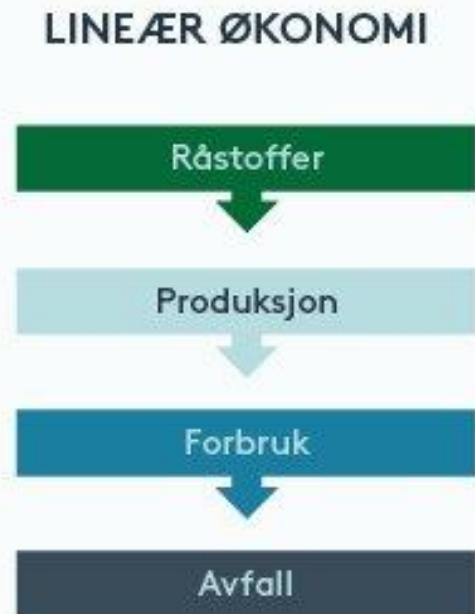 LINEÆR ØKONOMI
Råstoffer
Produksjon
Forbruk
Avfall